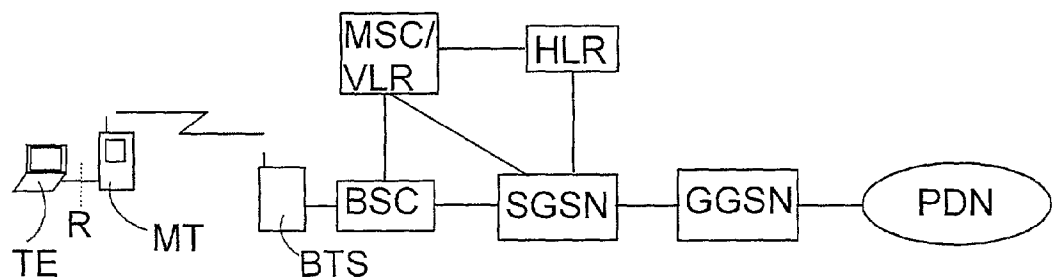 MSC/
VLR
HLR
BSC
SGSN
GGSN
PDN
TE
R
MT
BTS